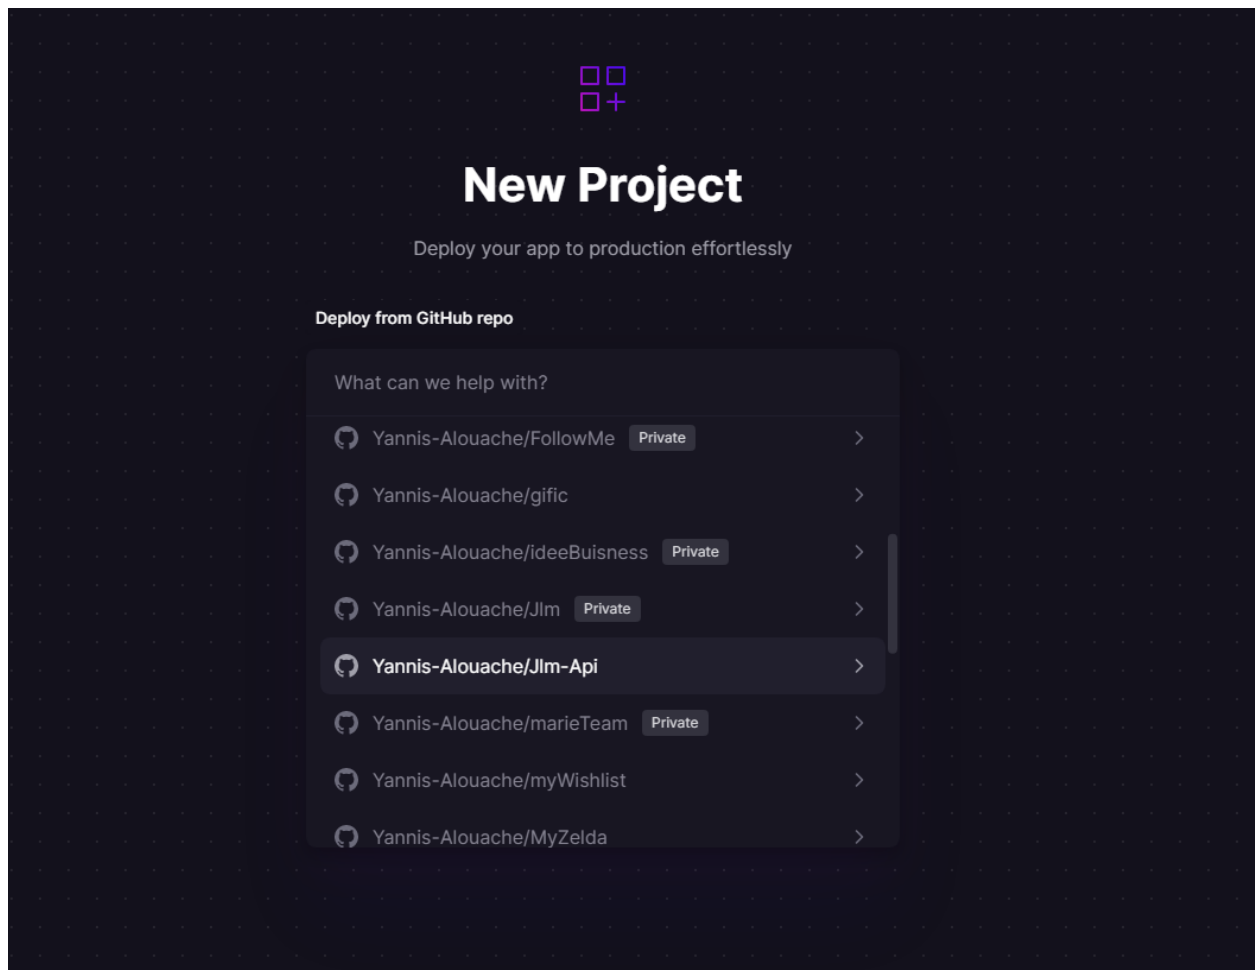 New Project
Deploy your app to production effortlessly
Deploy from GitHub repo
What can we help with?
Yannis-Alouache/FollowMe Private
Yannis-Alouache/gific
Yannis-Alouache/ideeBuisness Private
Yannis-Alouache/Jlm Private
Yannis-Alouache/Jlm-Api
Yannis-Alouache/marieTeam Private
Yannis-Alouache/myWishlist
Yannis-Alouache/MyZelda